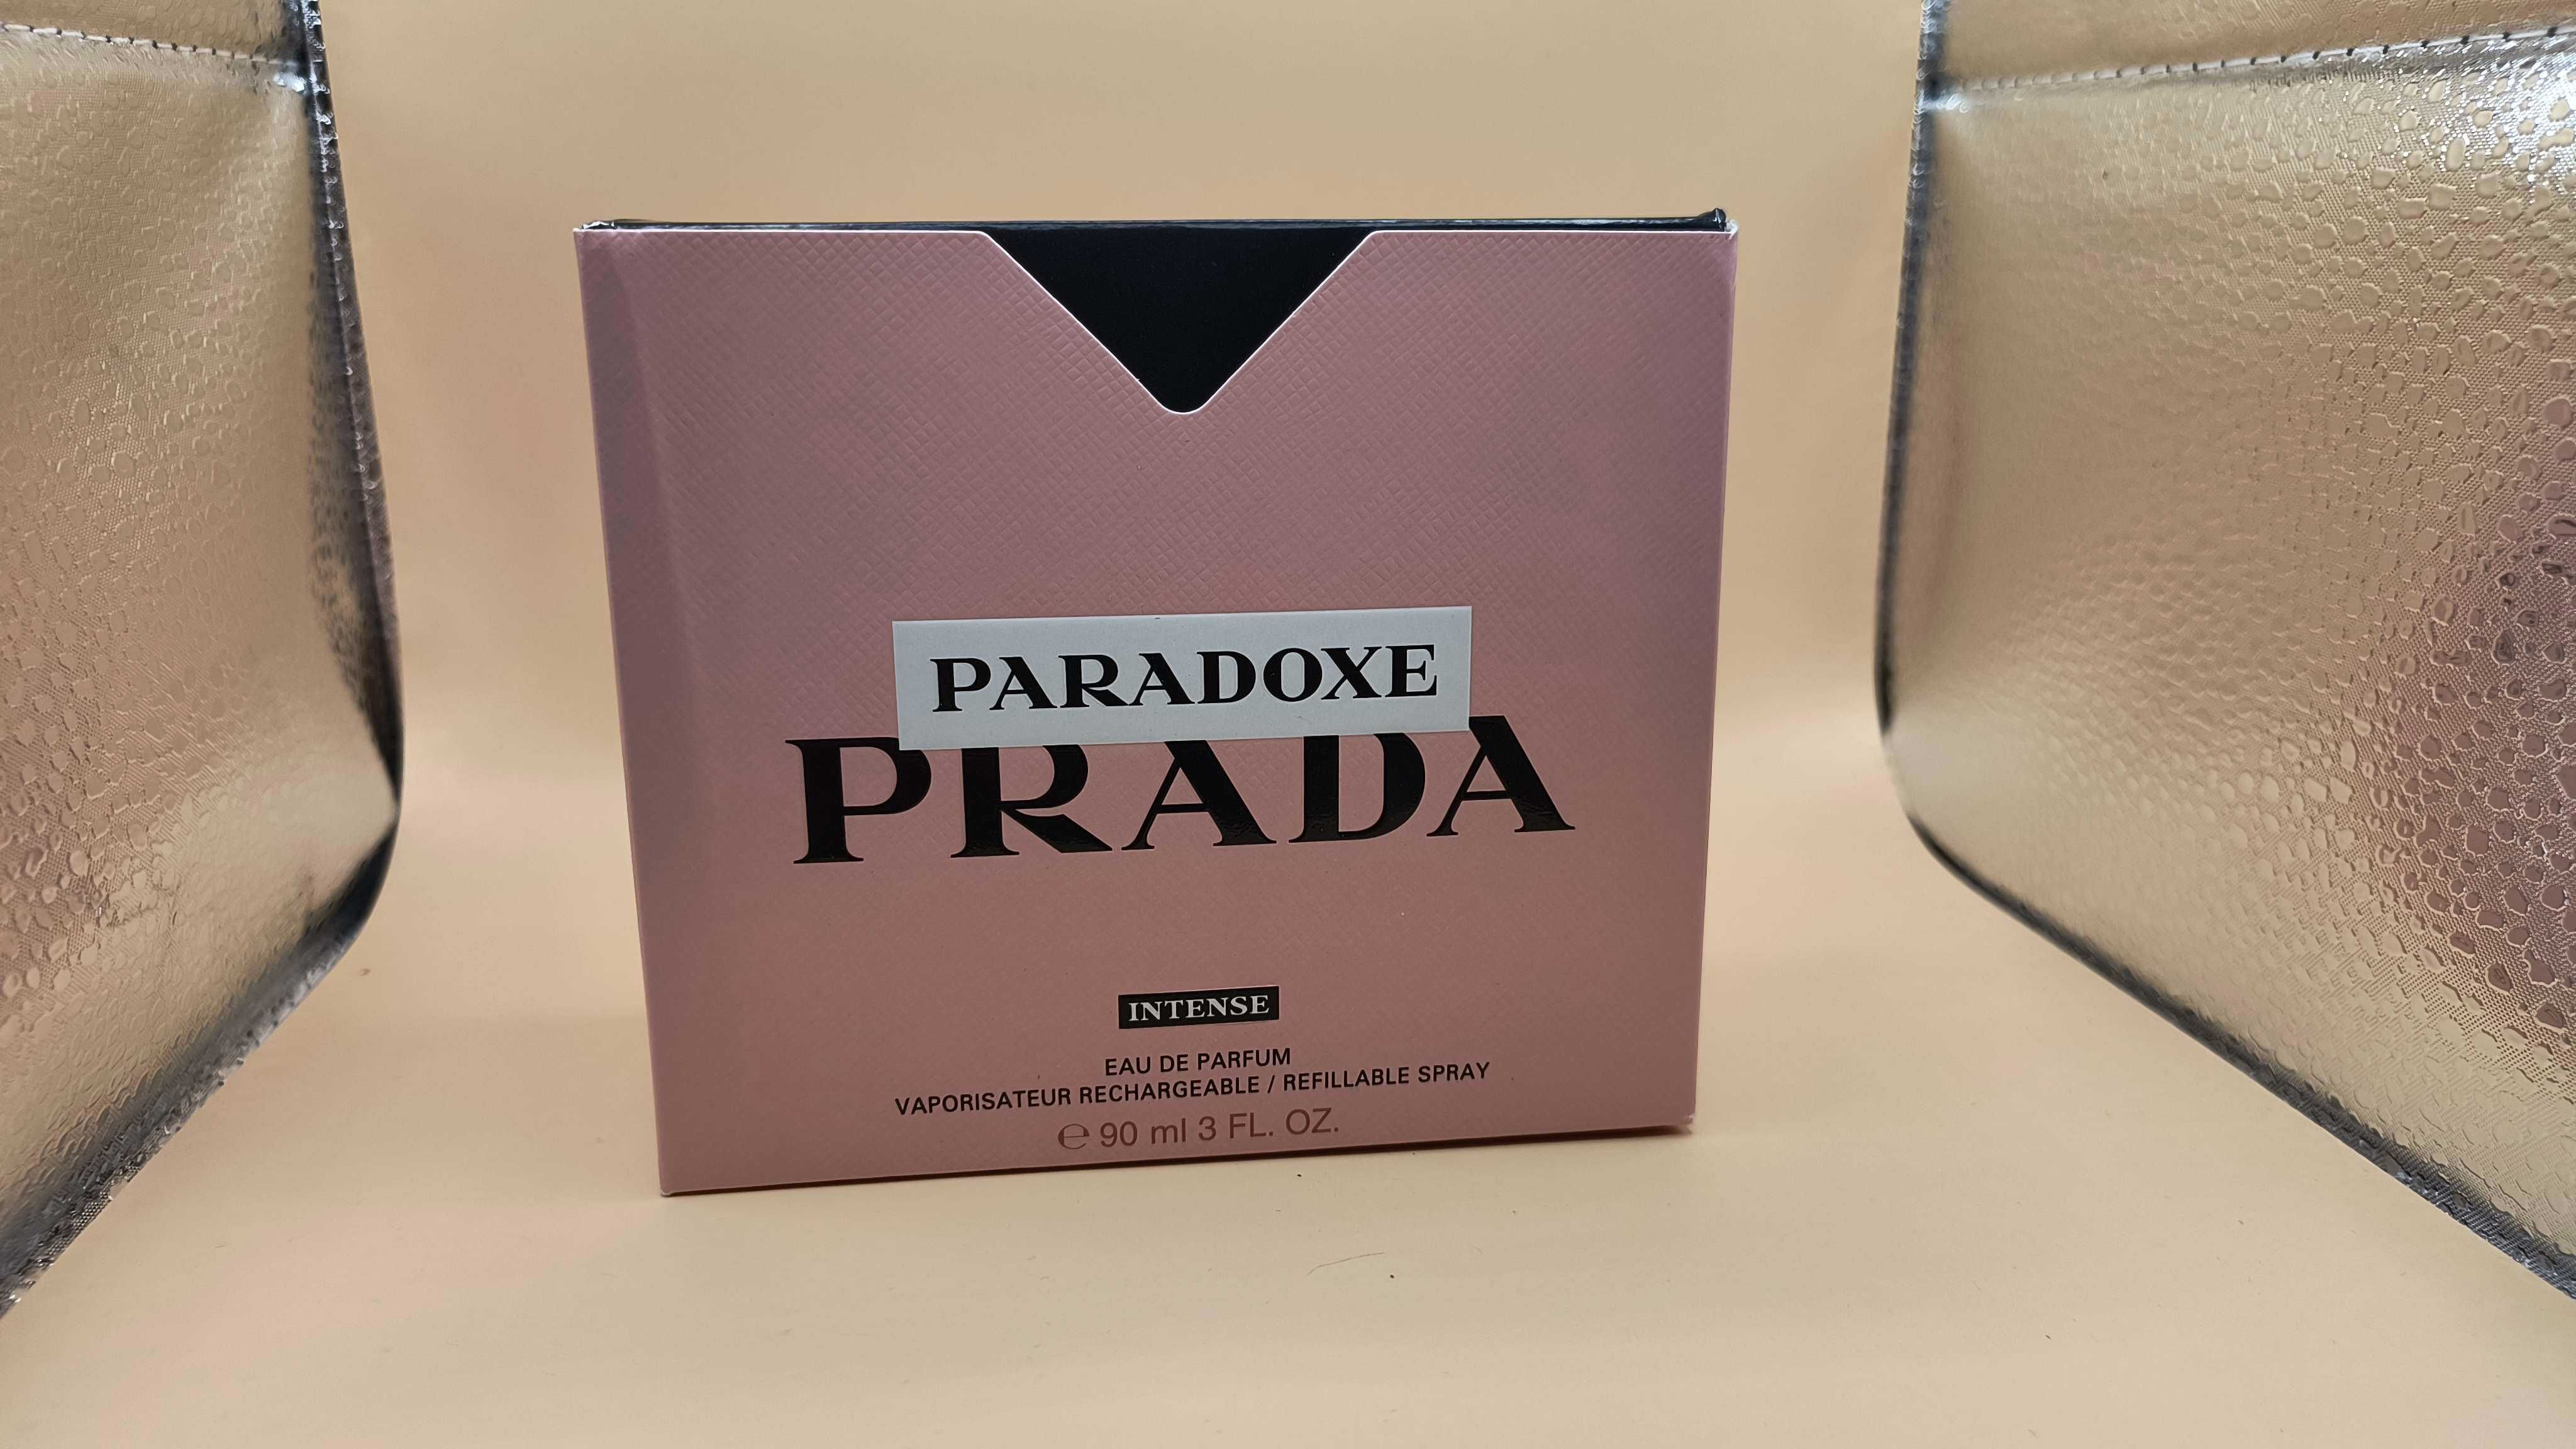 PARADOXE
PRADA
INTENSE
EAU DE PARFUM
VAPORISATEUR RECHARGEABLE / REFILLABLE SPRAY
℮ 90 ml 3 FL. OZ.